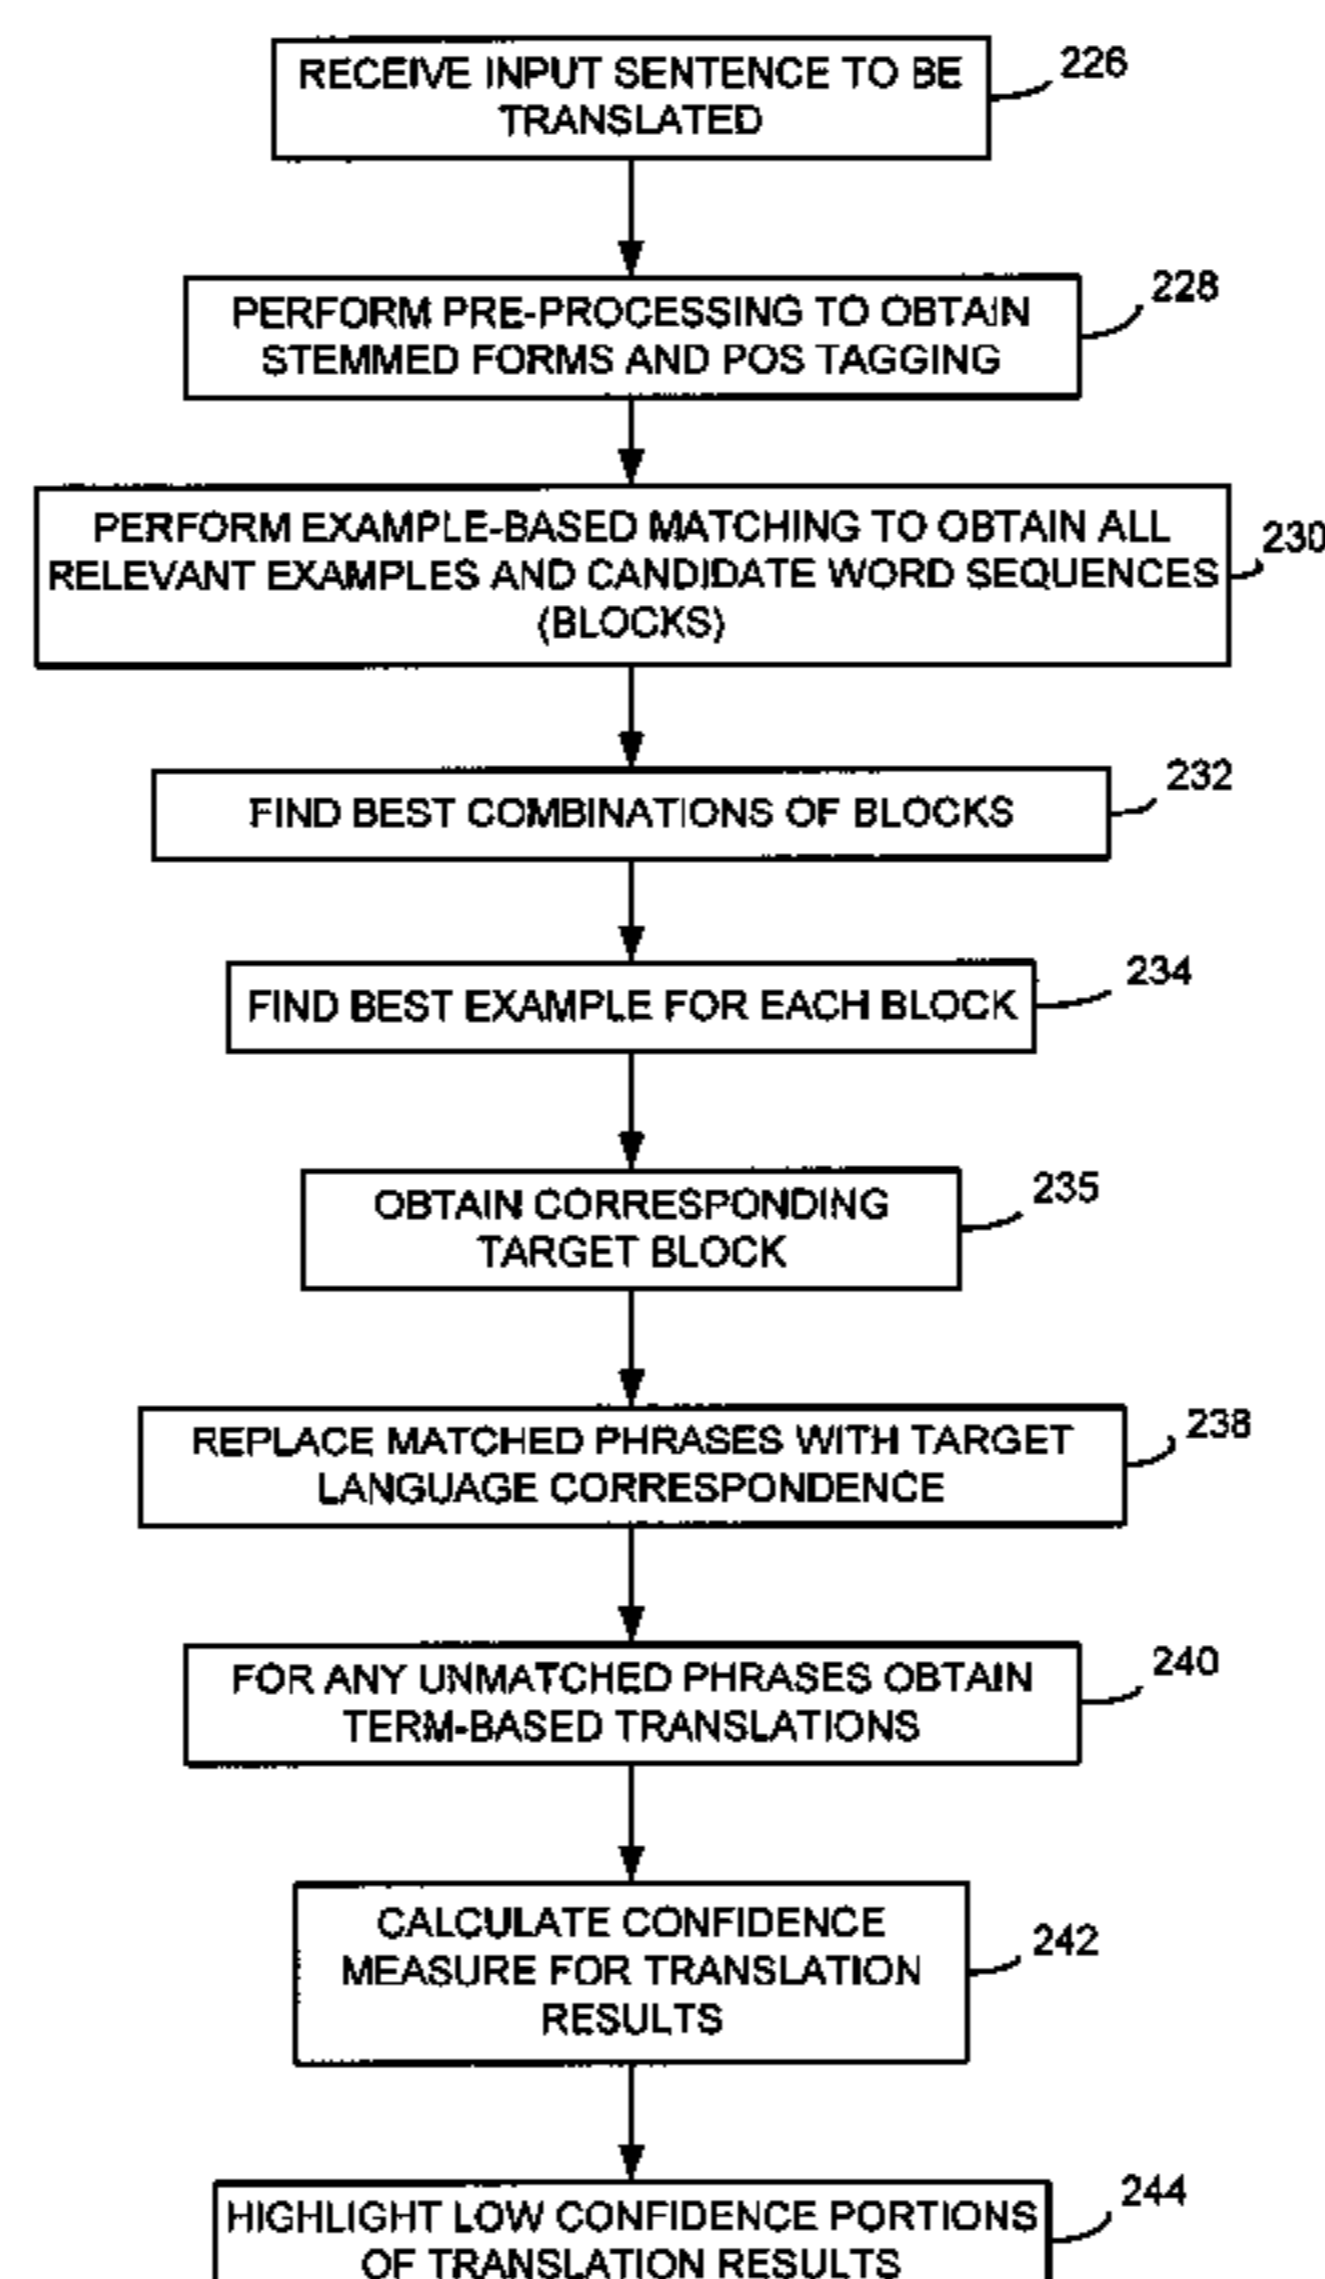 RECEIVE INPUT SENTENCE TO BE
TRANSLATED
226
PERFORM PRE-PROCESSING TO OBTAIN
STEMMED FORMS AND POS TAGGING
228
PERFORM EXAMPLE-BASED MATCHING TO OBTAIN ALL
RELEVANT EXAMPLES AND CANDIDATE WORD SEQUENCES
(BLOCKS)
230
FIND BEST COMBINATIONS OF BLOCKS
232
FIND BEST EXAMPLE FOR EACH BLOCK
234
OBTAIN CORRESPONDING
TARGET BLOCK
235
REPLACE MATCHED PHRASES WITH TARGET
LANGUAGE CORRESPONDENCE
238
FOR ANY UNMATCHED PHRASES OBTAIN
TERM-BASED TRANSLATIONS
240
CALCULATE CONFIDENCE
MEASURE FOR TRANSLATION
RESULTS
242
HIGHLIGHT LOW CONFIDENCE PORTIONS
OF TRANSLATION RESULTS
244